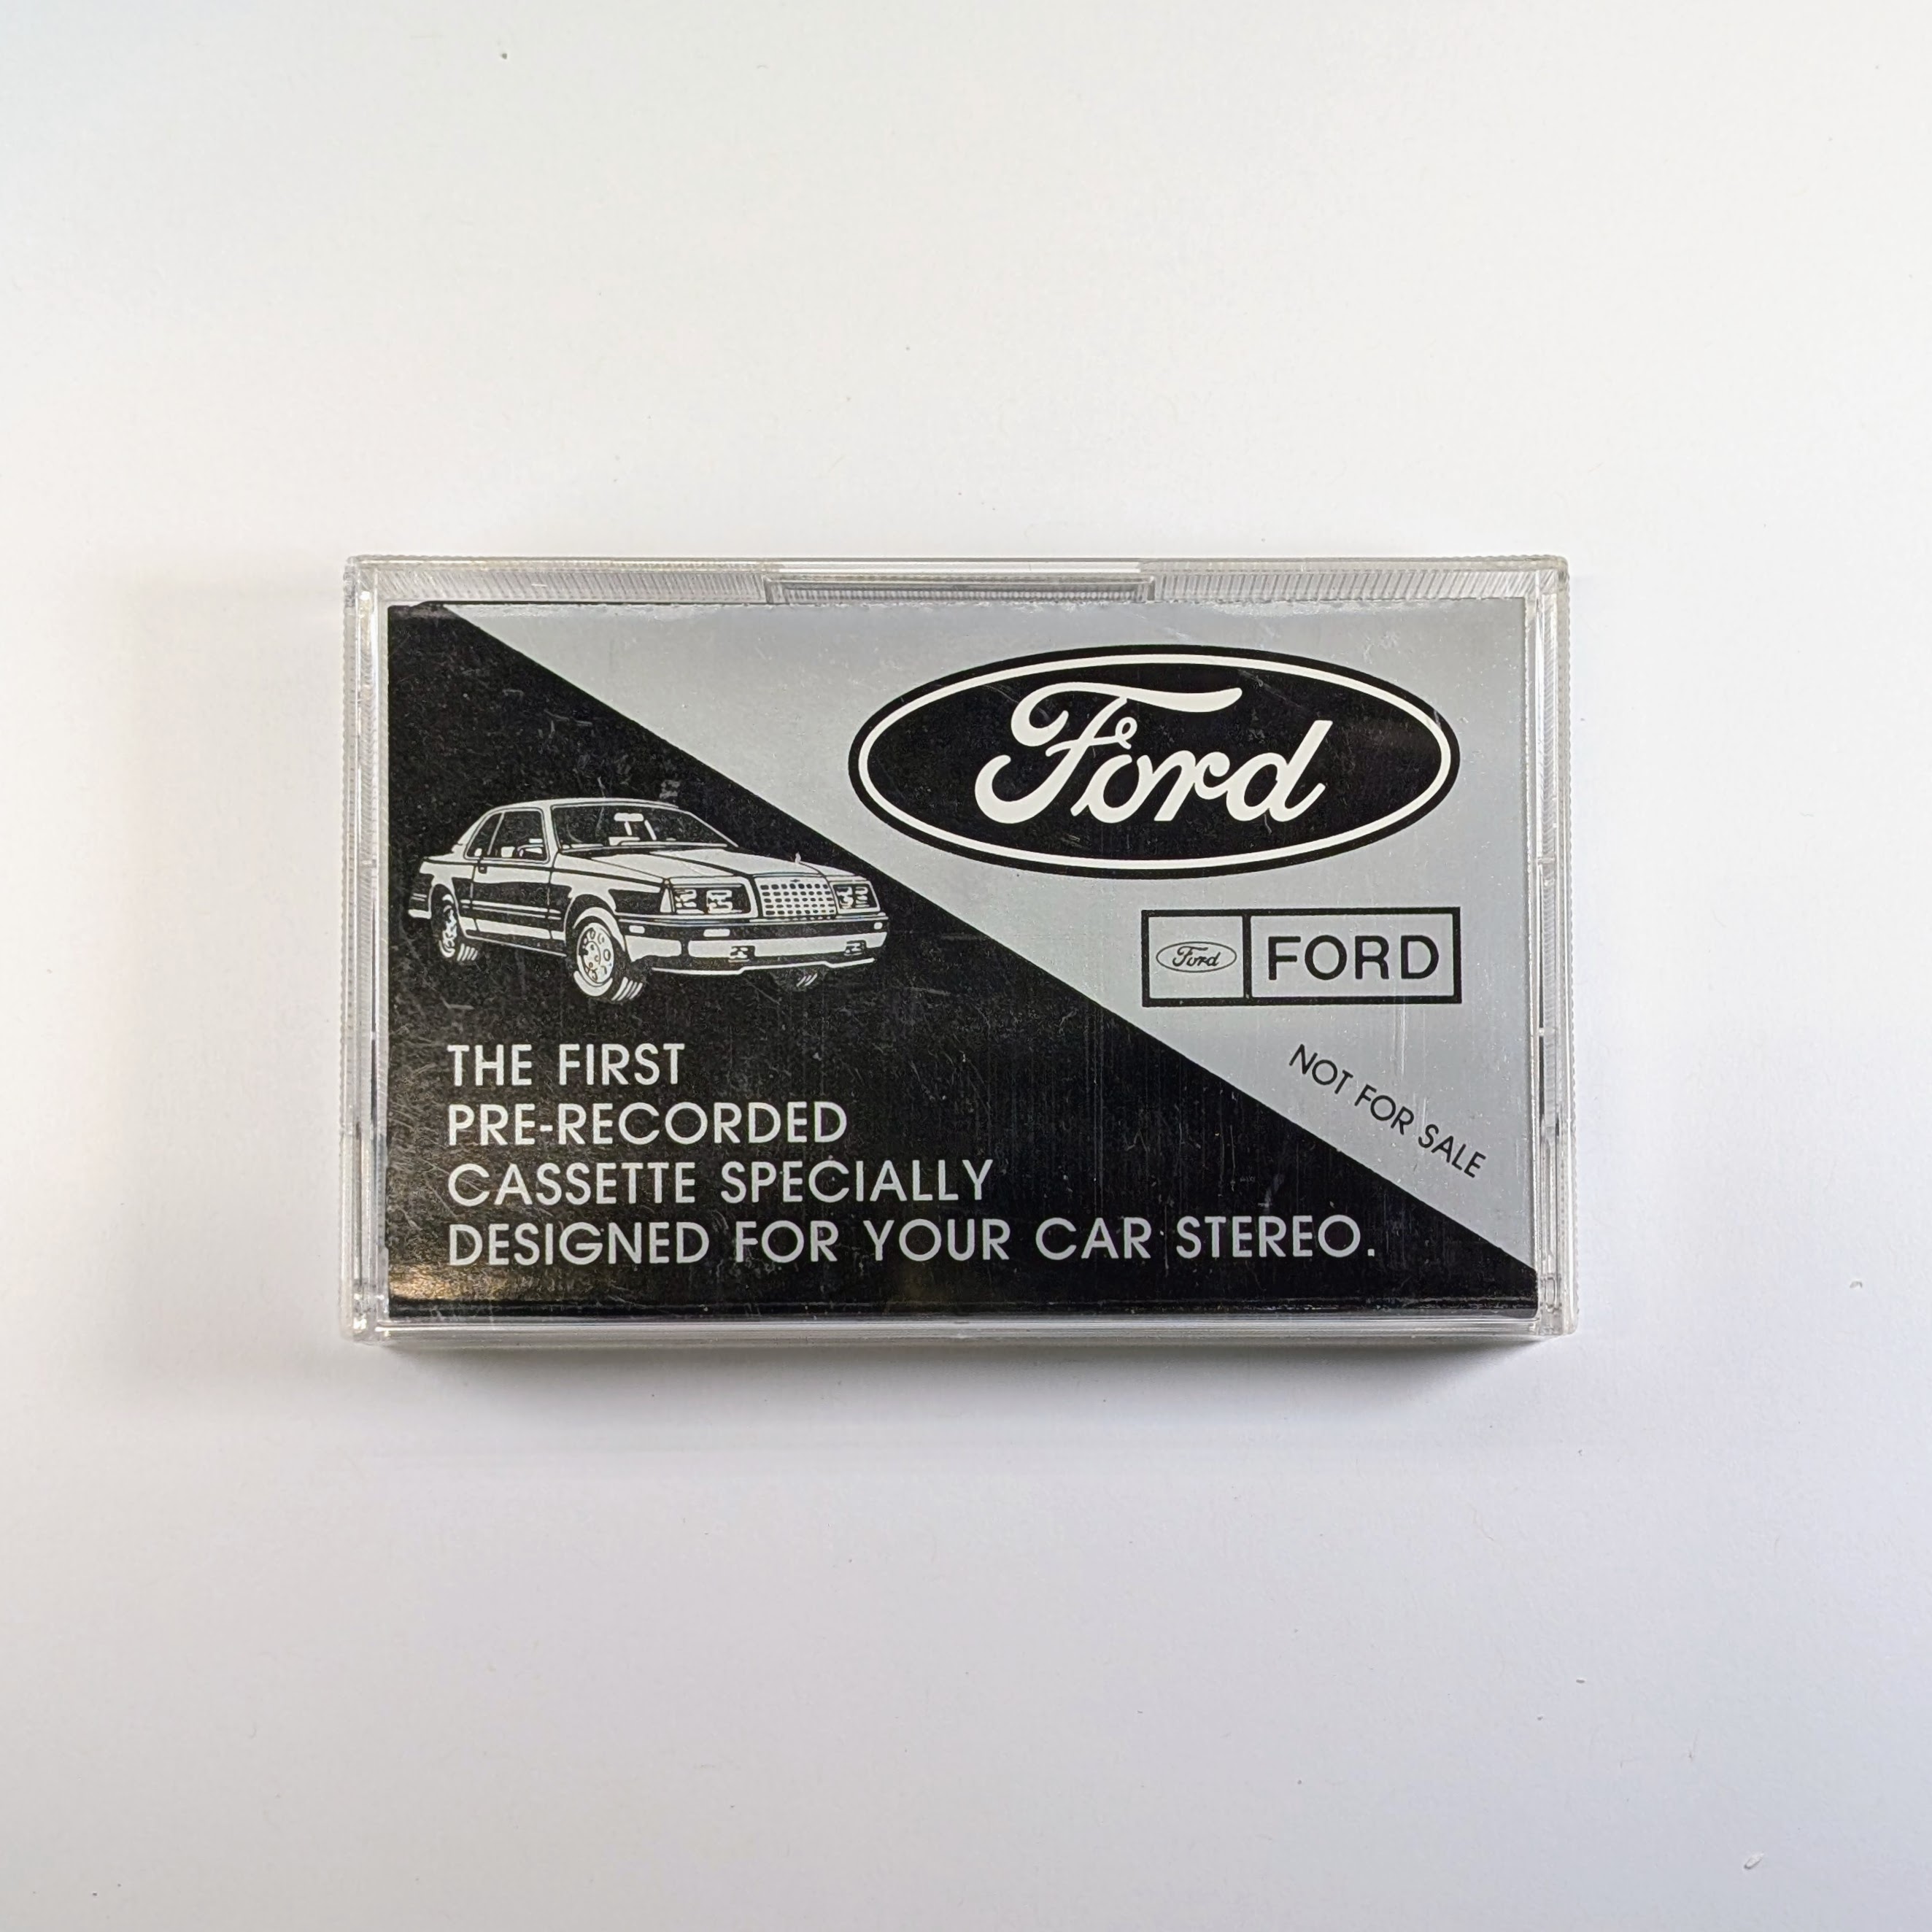 Ford
Ford FORD
NOT FOR SALE
THE FIRST
PRE-RECORDED
CASSETTE SPECIALLY
DESIGNED FOR YOUR CAR STEREO.